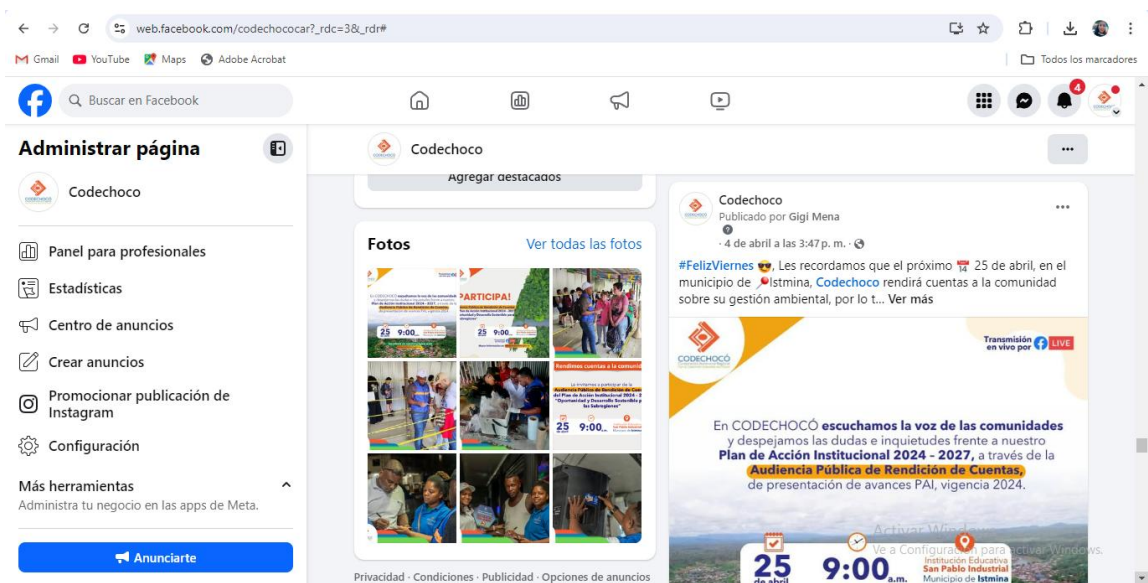 web.facebook.com/codechococar?_rdc=3&_rdr#
Gmail YouTube Maps Adobe Acrobat Todos los marcadores
Buscar en Facebook
4
Administrar página
Codechoco
Panel para profesionales
Estadísticas
Centro de anuncios
Crear anuncios
Promocionar publicación de
Instagram
Configuración
Más herramientas
Administra tu negocio en las apps de Meta.
Anunciarte
Codechoco
Agregar destacados
Fotos Ver todas las fotos
PARTICIPA!
25 9:00
25 9:00
Rendimos cuentas a la comunidad
25 9:00
Privacidad · Condiciones · Publicidad · Opciones de anuncios
Codechoco
Publicado por Gigi Mena
· 4 de abril a las 3:47 p. m. ·
#FelizViernes 😎, Les recordamos que el próximo 📅 25 de abril, en el
municipio de 📍Istmina, Codechoco rendirá cuentas a la comunidad
sobre su gestión ambiental, por lo t... Ver más
CODECHOCÓ
Transmisión
en vivo por LIVE
En CODECHOCÓ escuchamos la voz de las comunidades
y despejamos las dudas e inquietudes frente a nuestro
Plan de Acción Institucional 2024 - 2027, a través de la
Audiencia Pública de Rendición de Cuentas,
de presentación de avances PAI, vigencia 2024.
25
de abril
9:00 a.m.
Institución Educativa
San Pablo Industrial
Municipio de Istmina
Activar Windows
Ve a Configuración para activar Windows.